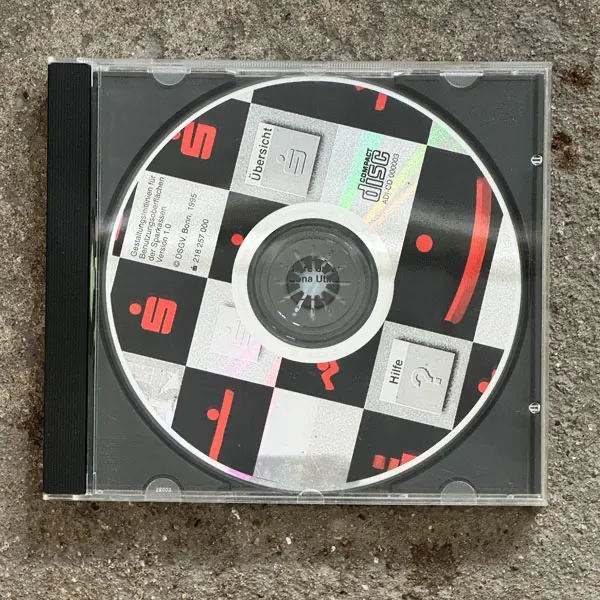 Übersicht
COMPACT
disc
ADI-CD 000003
Gestaltungsleitlinien für
Benutzungsoberflächen
der Sparkassen
Version 1.0
© DSGV, Bonn, 1995
218 257 000
Hilfe
?